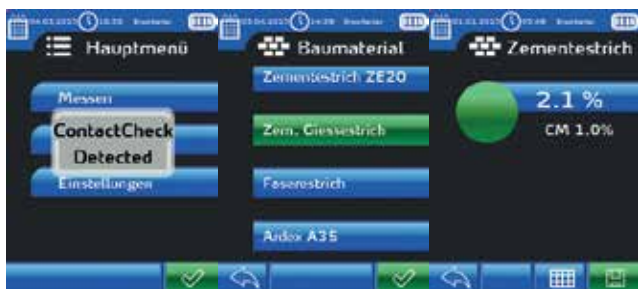 Hauptmenü
Messen
ContactCheck
Detected
Einstellungen
Baumaterial
Zementestrich ZE20
Zem. Giessestrich
Faserestrich
Ardex A35
Zementestrich
2.1 %
CM 1.0%